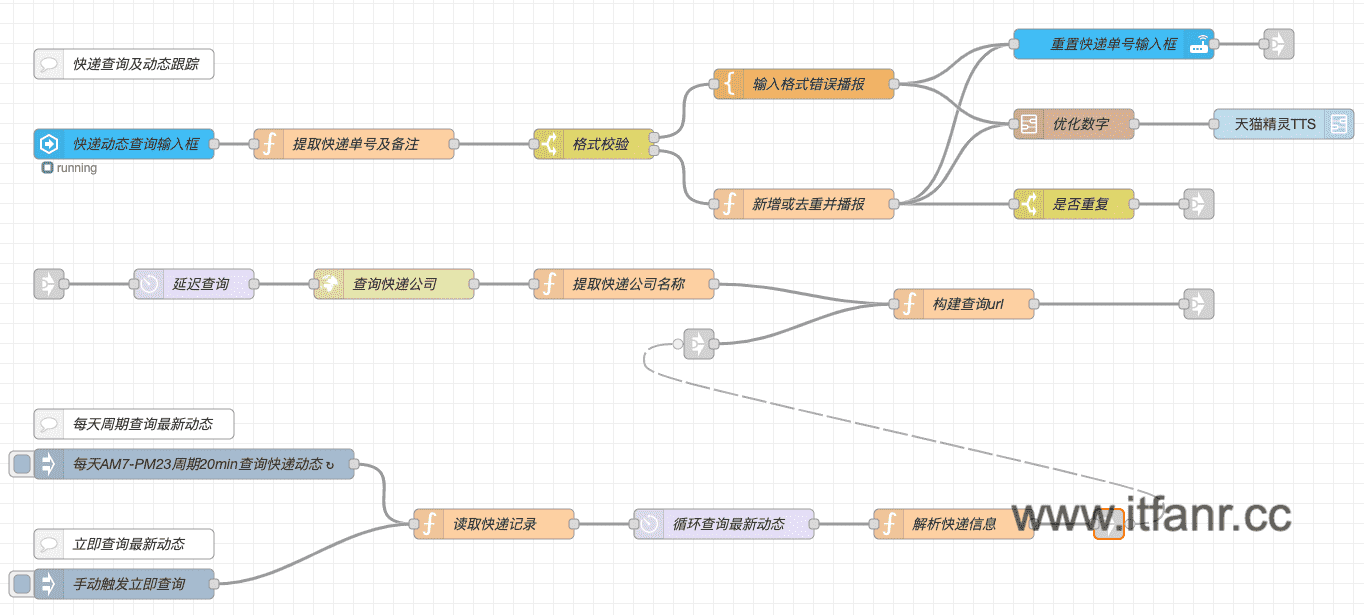 快递查询及动态跟踪
重置快递单号输入框
输入格式错误播报
优化数字
天猫精灵TTS
快递动态查询输入框
提取快递单号及备注
格式校验
running
新增或去重并播报
是否重复
延迟查询
查询快递公司
提取快递公司名称
构建查询url
每天周期查询最新动态
每天AM7-PM23周期20min查询快递动态 ↻
读取快递记录
循环查询最新动态
解析快递信息
www.itfanr.cc
立即查询最新动态
手动触发立即查询